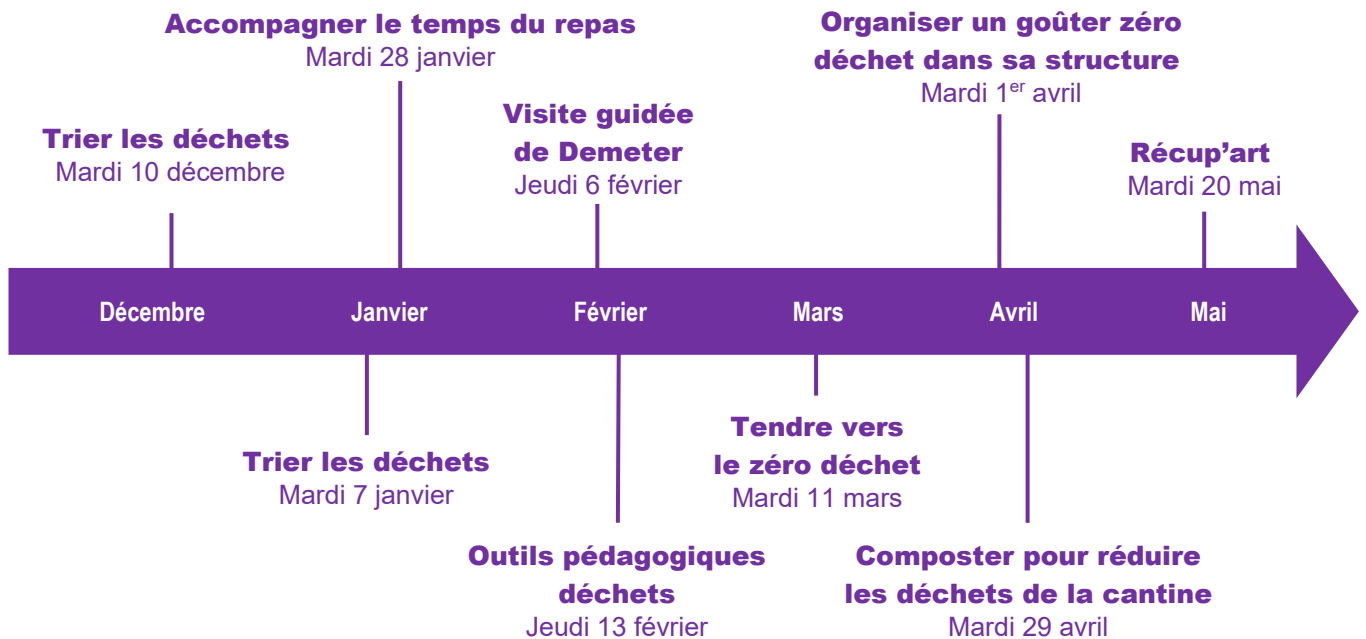 Accompagner le temps du repas
Mardi 28 janvier
Organiser un goûter zéro
déchet dans sa structure
Mardi 1er avril
Trier les déchets
Mardi 10 décembre
Visite guidée
de Demeter
Jeudi 6 février
Récup’art
Mardi 20 mai
Décembre
Janvier
Février
Mars
Avril
Mai
Trier les déchets
Mardi 7 janvier
Tendre vers
le zéro déchet
Mardi 11 mars
Outils pédagogiques
déchets
Jeudi 13 février
Composter pour réduire
les déchets de la cantine
Mardi 29 avril